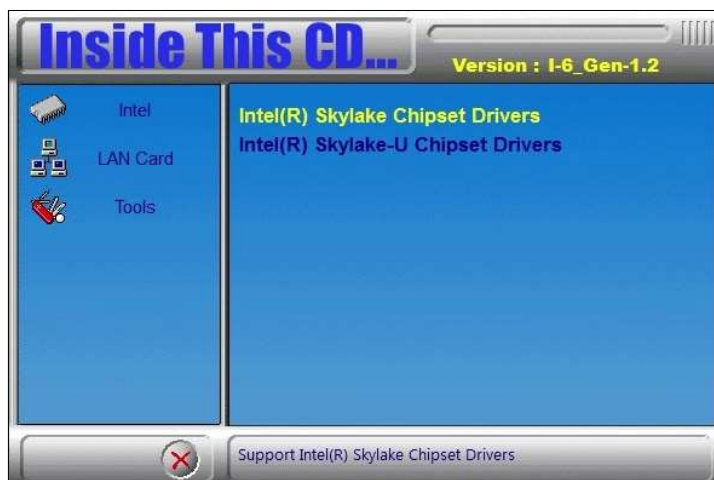 Inside This CD...
Version : I-6_Gen-1.2
Intel
LAN Card
Tools
Intel(R) Skylake Chipset Drivers
Intel(R) Skylake-U Chipset Drivers
Support Intel(R) Skylake Chipset Drivers